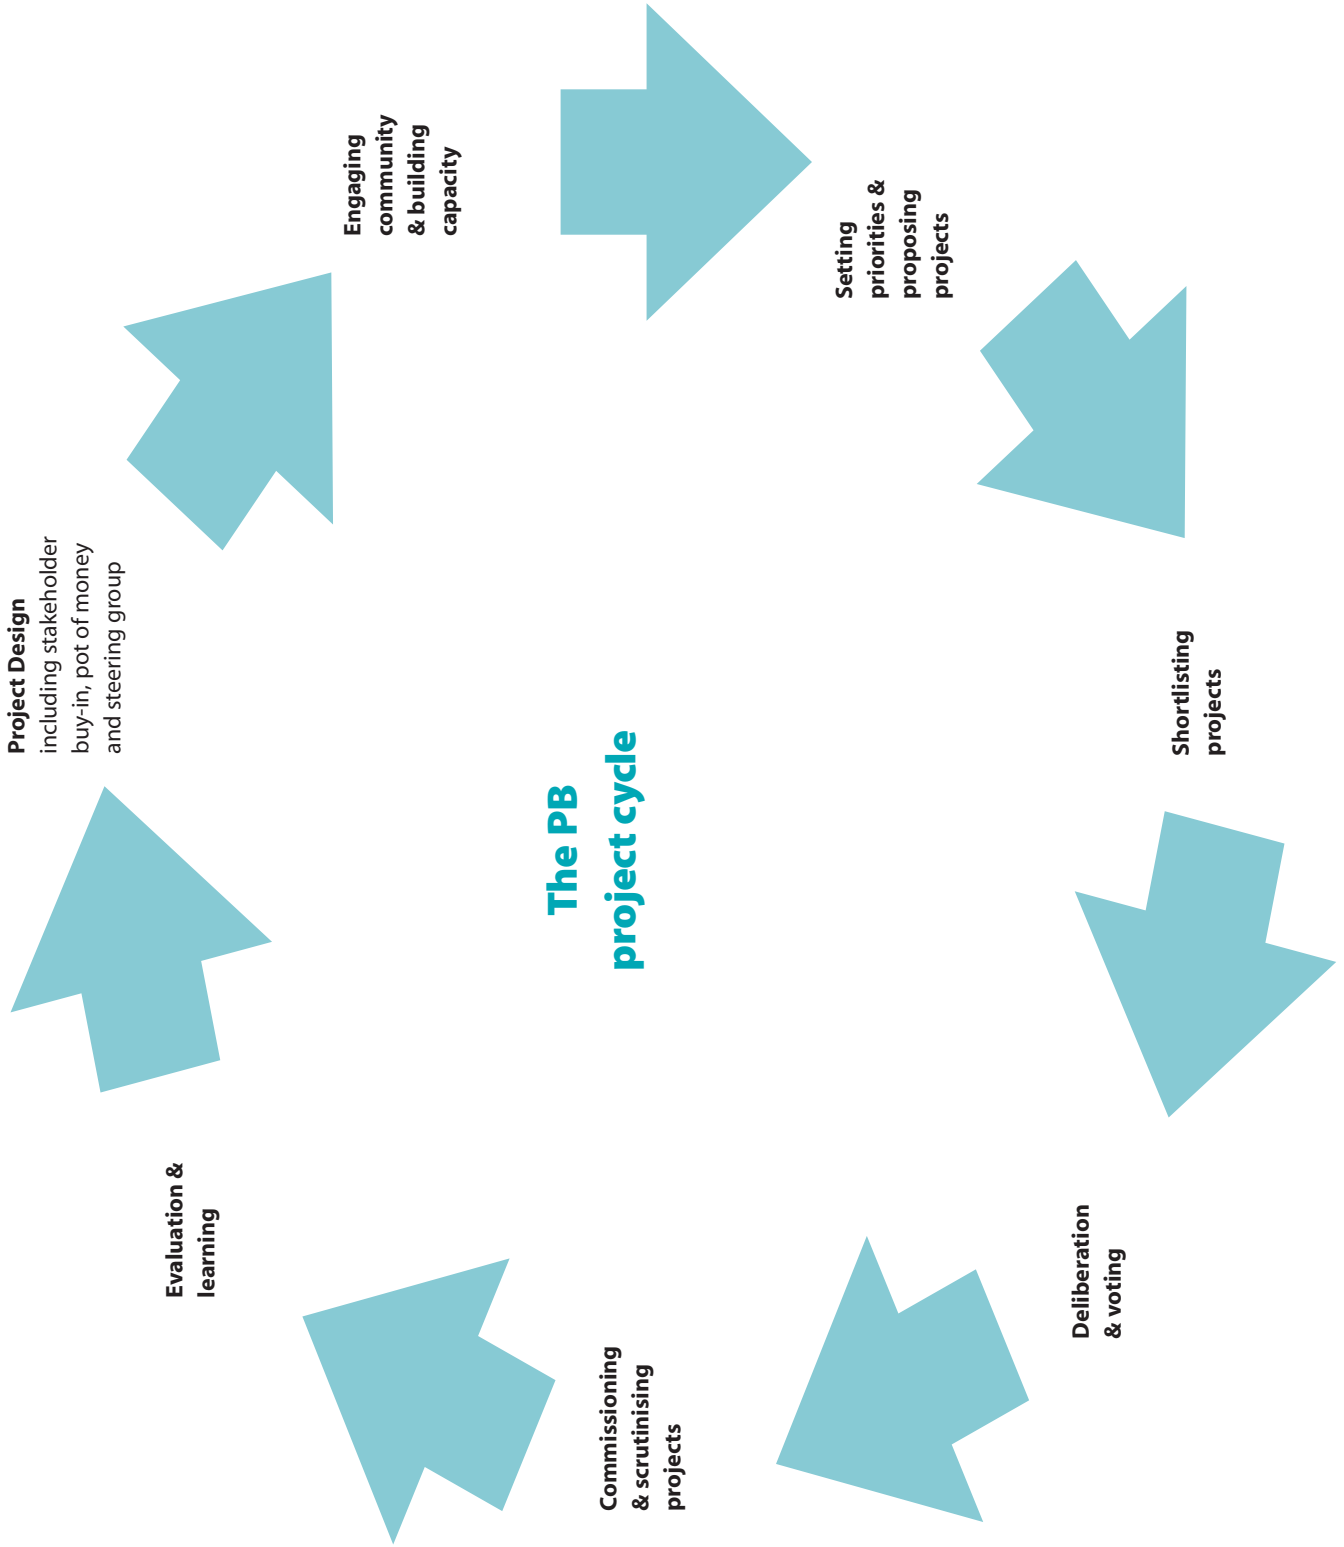 The PB
project cycle
Project Design
including stakeholder
buy-in, pot of money
and steering group
Engaging
community
& building
capacity
Setting
priorities &
proposing
projects
Shortlisting
projects
Deliberation
& voting
Commissioning
& scrutinising
projects
Evaluation &
learning